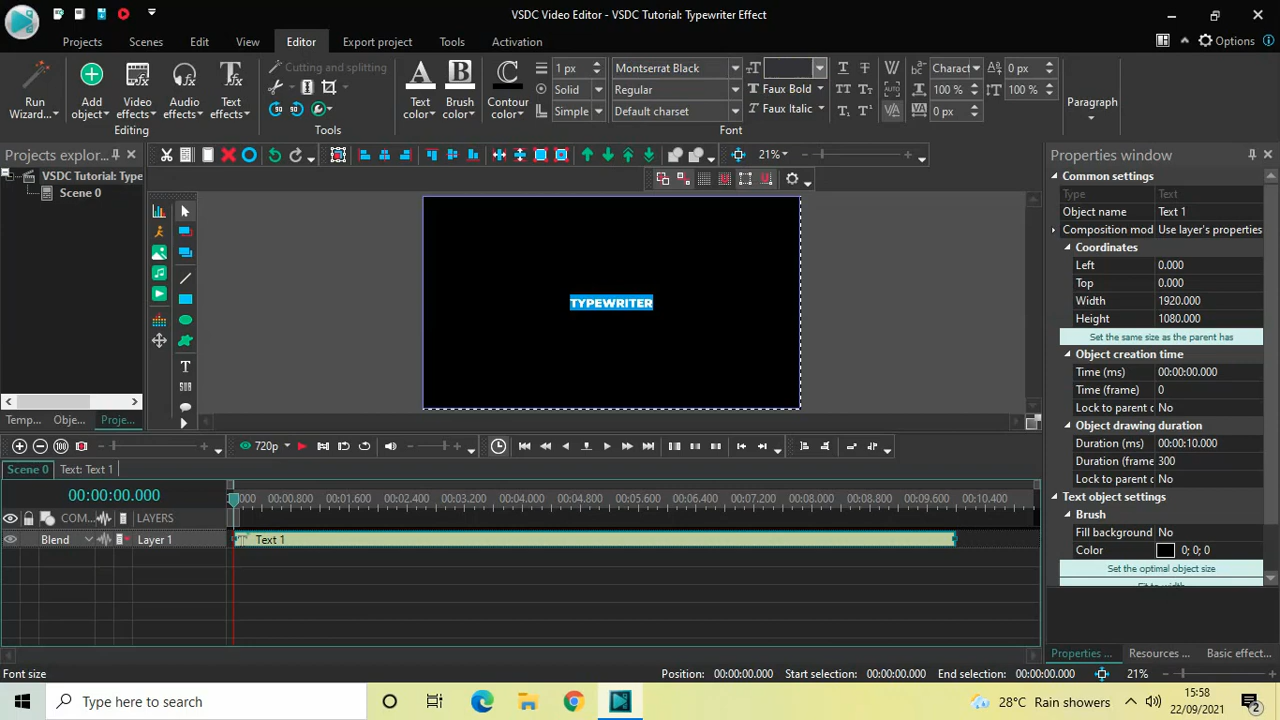 VSDC Video Editor - VSDC Tutorial: Typewriter Effect
Projects Scenes Edit View Editor Export project Tools Activation Options
Run Wizard... Add object Video effects Audio effects Text effects
Editing
Cutting and splitting
Tools
Text color Brush color Contour color
1 px
Solid
Simple
Montserrat Black
Regular
Default charset
Faux Bold
Faux Italic
Font
Charact
100 %
0 px
0 px
100 %
Paragraph
Projects explor...
VSDC Tutorial: Type
Scene 0
Temp... Obje... Proje...
21%
TYPEWRITER
Properties window
Common settings
Type Text
Object name Text 1
Composition mod Use layer's properties
Coordinates
Left 0.000
Top 0.000
Width 1920.000
Height 1080.000
Set the same size as the parent has
Object creation time
Time (ms) 00:00:00.000
Time (frame) 0
Lock to parent c No
Object drawing duration
Duration (ms) 00:00:10.000
Duration (frame 300
Lock to parent c No
Text object settings
Brush
Fill background No
Color 0; 0; 0
Set the optimal object size
Fit to width
Properties ... Resources ... Basic effect...
720p
Scene 0 Text: Text 1
00:00:00.000
000 00:00.800 00:01.600 00:02.400 00:03.200 00:04.000 00:04.800 00:05.600 00:06.400 00:07.200 00:08.000 00:08.800 00:09.600 00:10.400
COM... LAYERS
Blend Layer 1 Text 1
Font size Position: 00:00:00.000 Start selection: 00:00:00.000 End selection: 00:00:00.000 21%
Type here to search
28°C Rain showers
15:58
22/09/2021
2